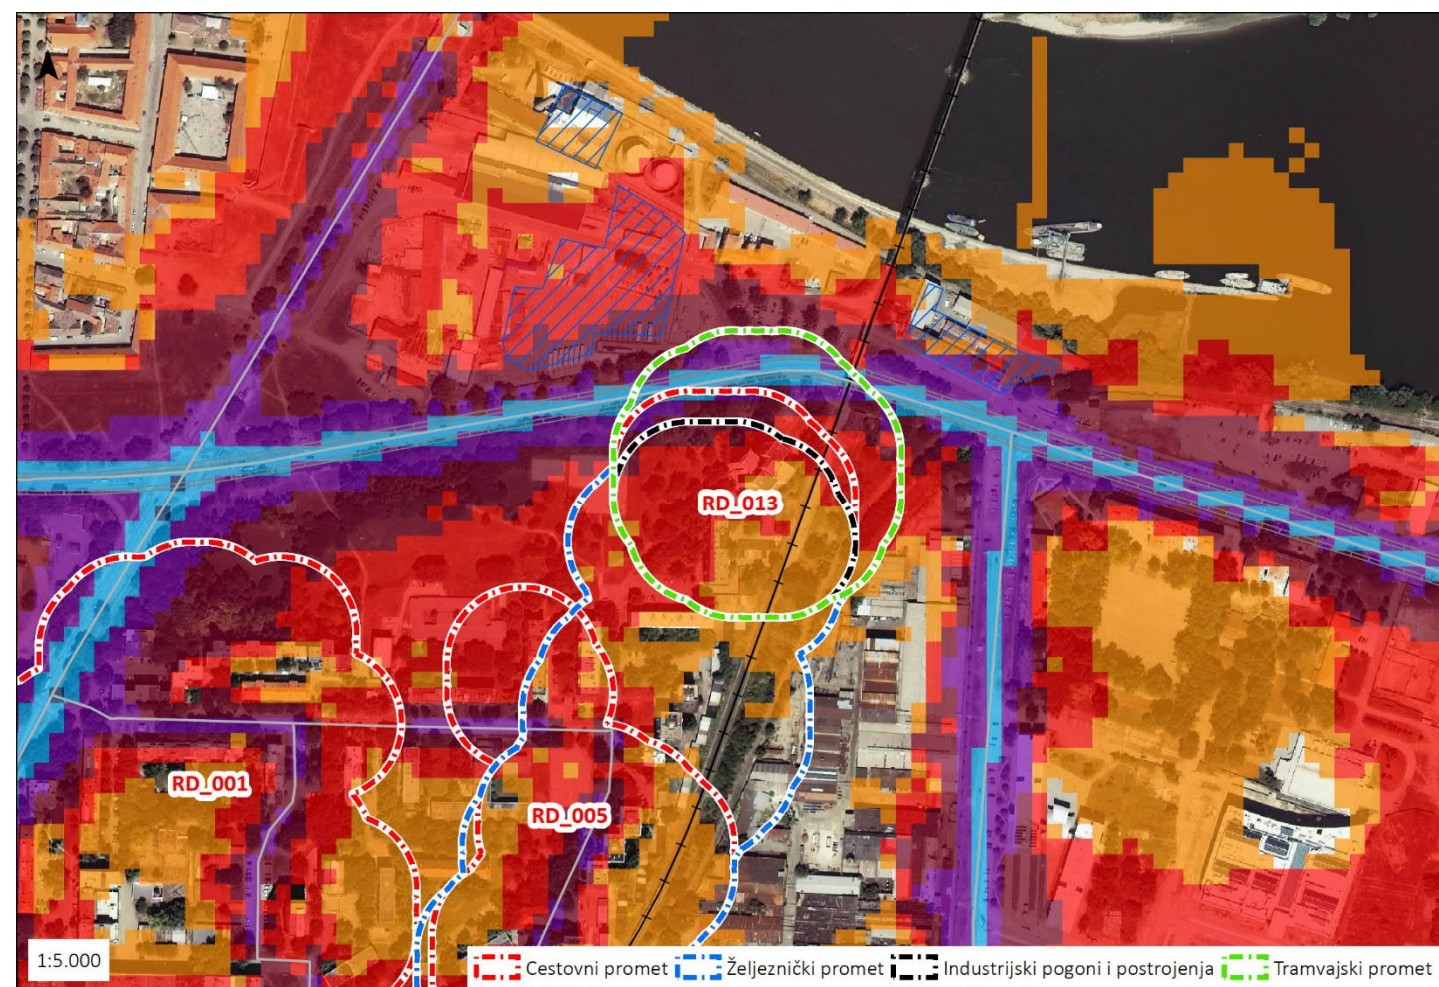 RD_013
RD_001
RD_005
1:5.000
Cestovni promet Željeznički promet Industrijski pogoni i postrojenja Tramvajski promet